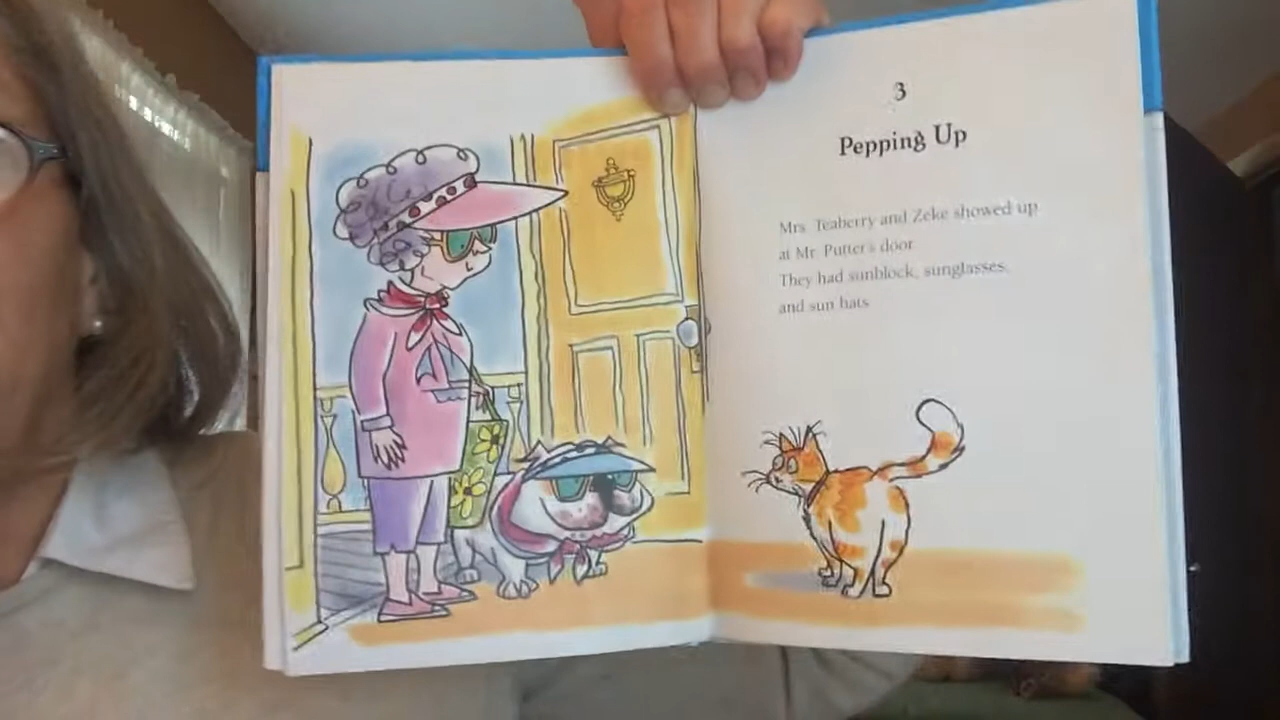 3
Pepping Up
Mrs. Teaberry and Zeke showed up
at Mr. Putter's door.
They had sunblock, sunglasses,
and sun hats.